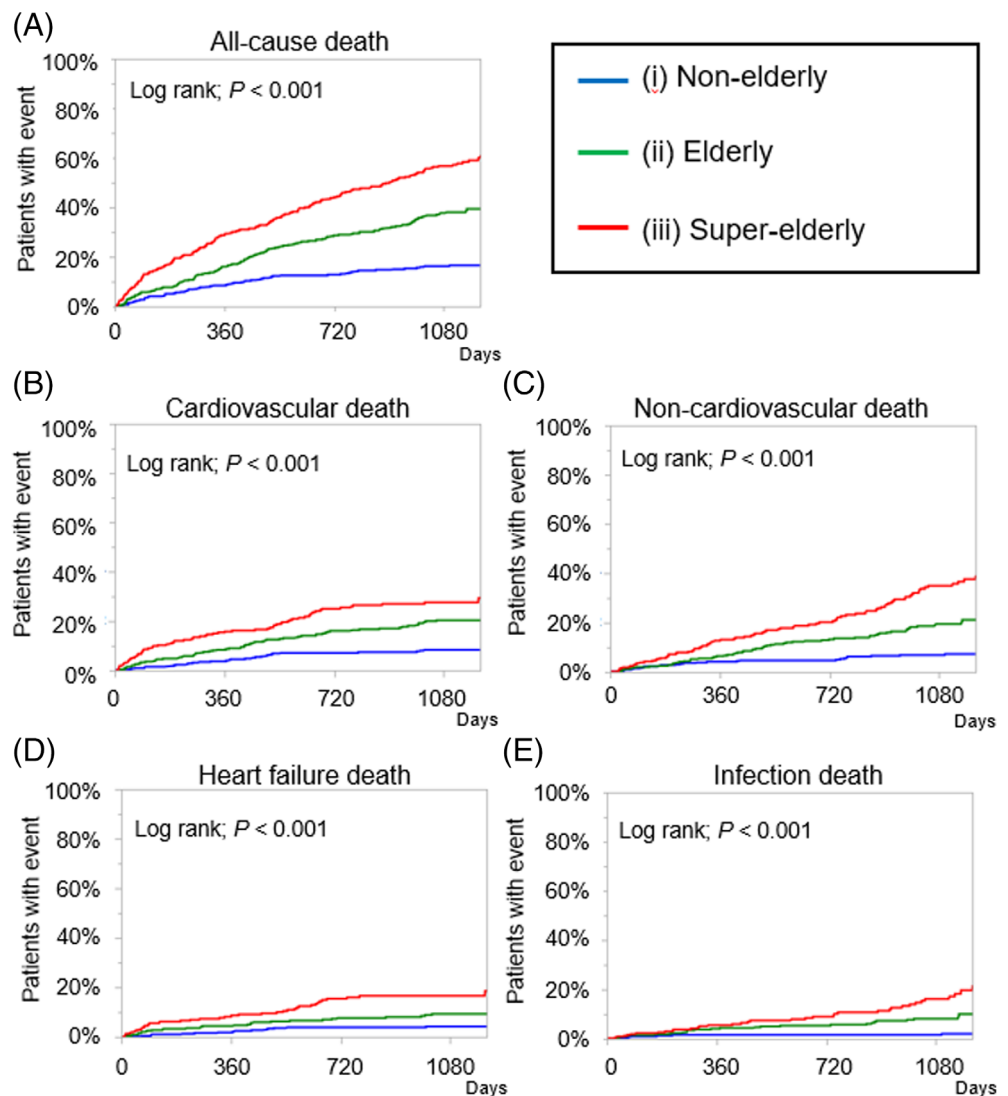 (A)
All-cause death
100%
80%
60%
40%
20%
0%
Patients with event
Log rank; P < 0.001
0 360 720 1080
Days
(i) Non-elderly
(ii) Elderly
(iii) Super-elderly
(B)
Cardiovascular death
100%
80%
60%
40%
20%
0%
Patients with event
Log rank; P < 0.001
0 360 720 1080
Days
(C)
Non-cardiovascular death
100%
80%
60%
40%
20%
0%
Patients with event
Log rank; P < 0.001
0 360 720 1080
Days
(D)
Heart failure death
100%
80%
60%
40%
20%
0%
Patients with event
Log rank; P < 0.001
0 360 720 1080
Days
(E)
Infection death
100%
80%
60%
40%
20%
0%
Patients with event
Log rank; P < 0.001
0 360 720 1080
Days